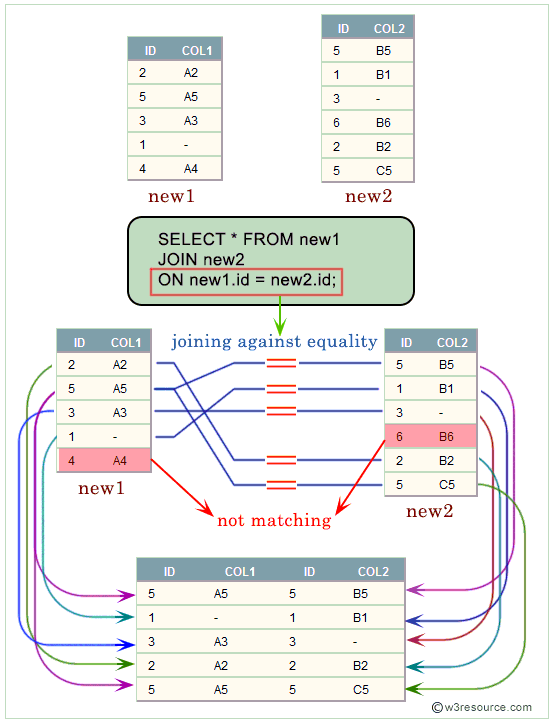 ID COL1
2 A2
5 A5
3 A3
1 -
4 A4
new1
ID COL2
5 B5
1 B1
3 -
6 B6
2 B2
5 C5
new2
SELECT * FROM new1
JOIN new2
ON new1.id = new2.id;
joining against equality
ID COL1
2 A2
5 A5
3 A3
1 -
4 A4
new1
ID COL2
5 B5
1 B1
3 -
6 B6
2 B2
5 C5
new2
not matching
ID COL1 ID COL2
5 A5 5 B5
1 - 1 B1
3 A3 3 -
2 A2 2 B2
5 A5 5 C5
©w3resource.com